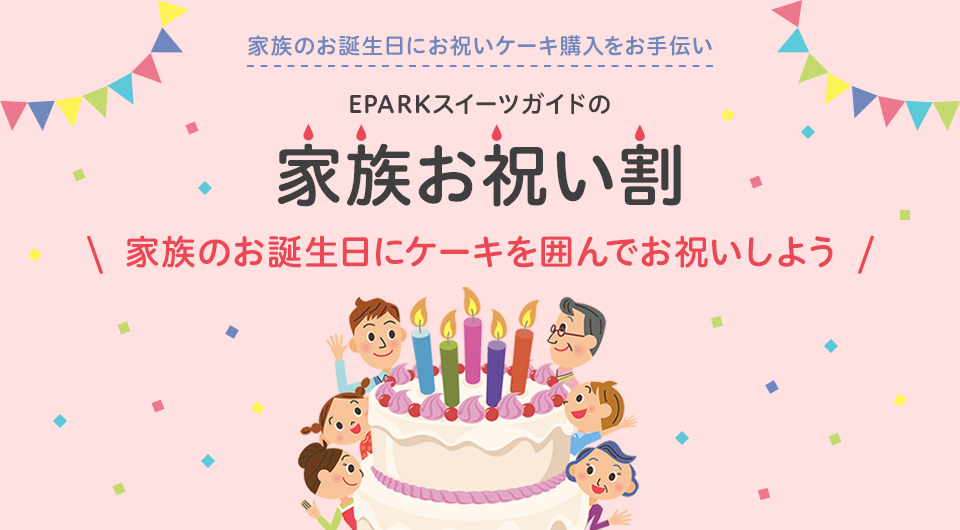 家族のお誕生日にお祝いケーキ購入をお手伝い
EPARKスイーツガイドの
家族お祝い割
\ 家族のお誕生日にケーキを囲んでお祝いしよう /